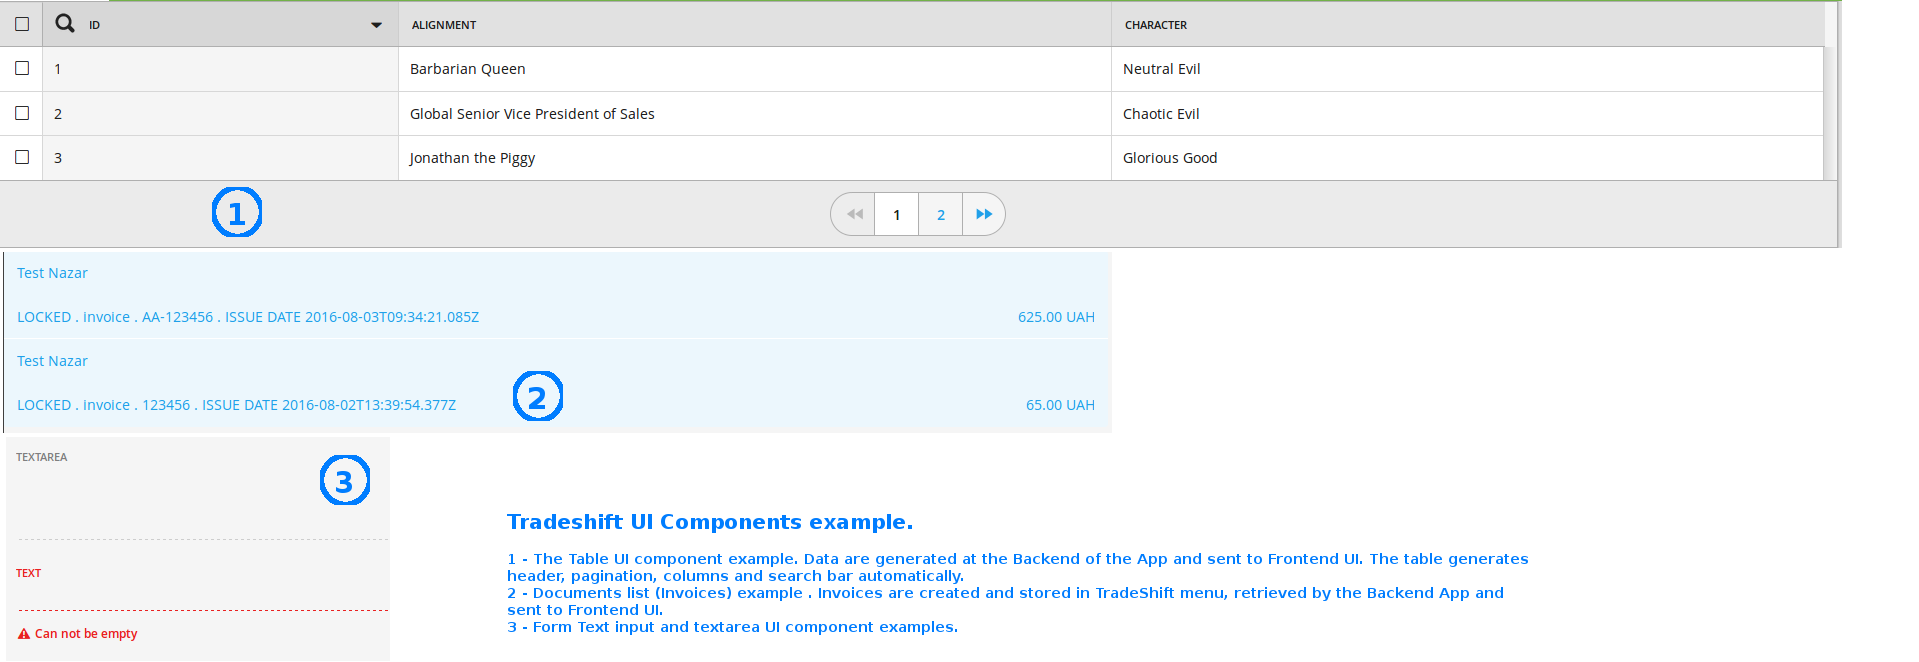 ID ALIGNMENT CHARACTER
1 Barbarian Queen Neutral Evil
2 Global Senior Vice President of Sales Chaotic Evil
3 Jonathan the Piggy Glorious Good
1 1 2
Test Nazar
LOCKED . invoice . AA-123456 . ISSUE DATE 2016-08-03T09:34:21.085Z 625.00 UAH
Test Nazar
LOCKED . invoice . 123456 . ISSUE DATE 2016-08-02T13:39:54.377Z 65.00 UAH
2
TEXTAREA
3
TEXT
Can not be empty
Tradeshift UI Components example.
1 - The Table UI component example. Data are generated at the Backend of the App and sent to Frontend UI. The table generates
header, pagination, columns and search bar automatically.
2 - Documents list (Invoices) example . Invoices are created and stored in TradeShift menu, retrieved by the Backend App and
sent to Frontend UI.
3 - Form Text input and textarea UI component examples.